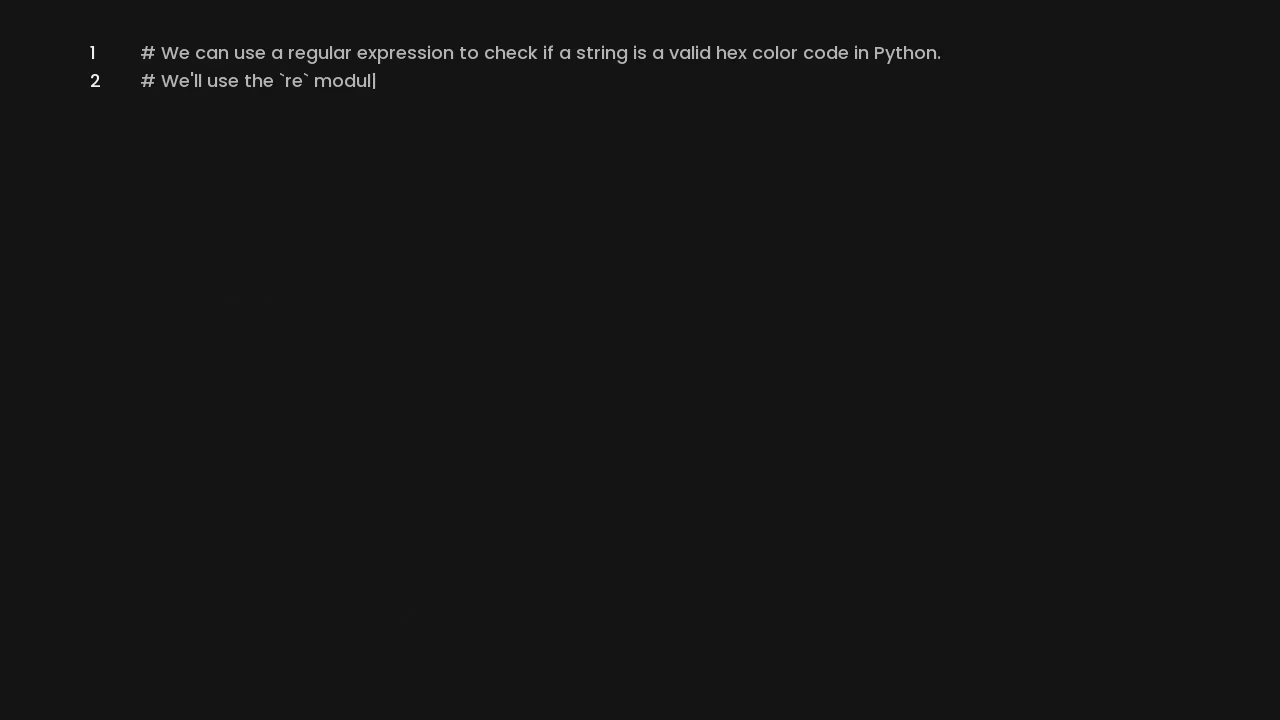 1 # We can use a regular expression to check if a string is a valid hex color code in Python.
2 # We'll use the `re` modul|